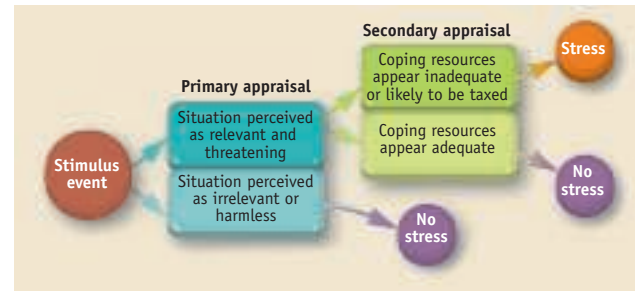 Stimulus
event
Primary appraisal
Situation perceived
as relevant and
threatening
Situation perceived
as irrelevant or
harmless
No
stress
Secondary appraisal
Coping resources
appear inadequate
or likely to be taxed
Coping resources
appear adequate
Stress
No
stress